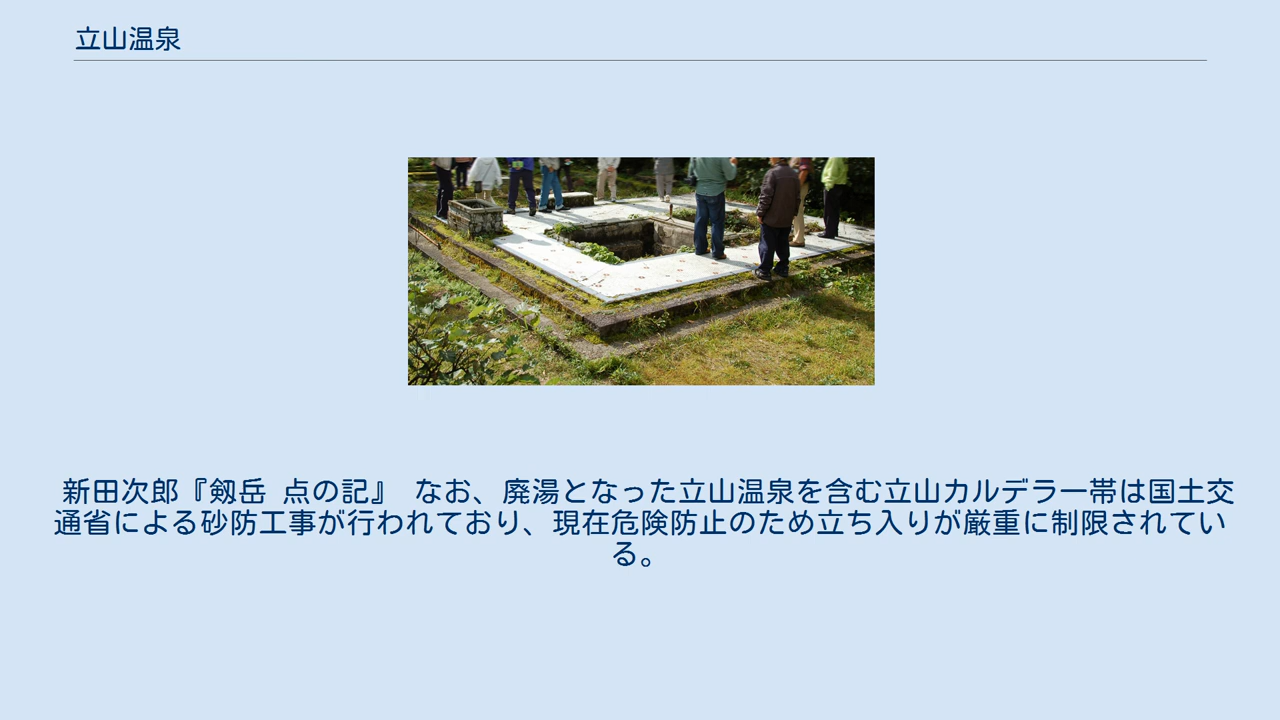 立山温泉
新田次郎『剱岳 点の記』 なお、廃湯となった立山温泉を含む立山カルデラ一帯は国土交
通省による砂防工事が行われており、現在危険防止のため立ち入りが厳重に制限されてい
る。